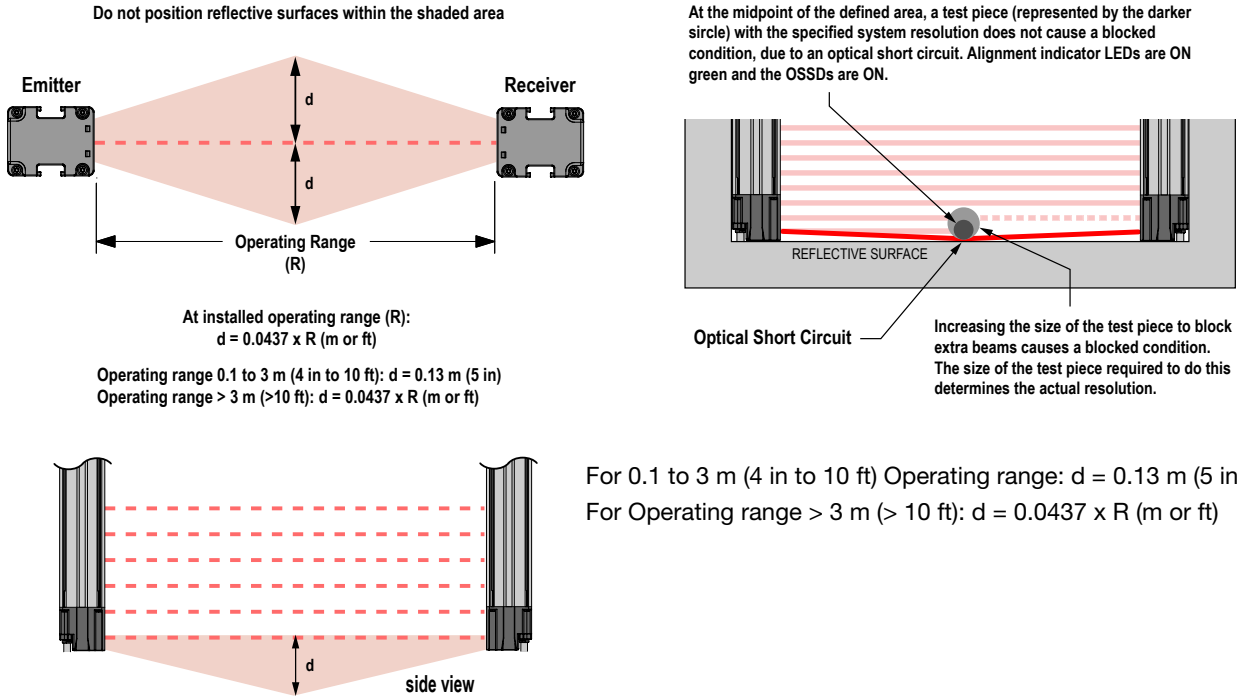 Do not position reflective surfaces within the shaded area
Emitter
Receiver
d
d
Operating Range
(R)
At installed operating range (R):
d = 0.0437 x R (m or ft)
Operating range 0.1 to 3 m (4 in to 10 ft): d = 0.13 m (5 in)
Operating range > 3 m (>10 ft): d = 0.0437 x R (m or ft)
At the midpoint of the defined area, a test piece (represented by the darker
sircle) with the specified system resolution does not cause a blocked
condition, due to an optical short circuit. Alignment indicator LEDs are ON
green and the OSSDs are ON.
REFLECTIVE SURFACE
Optical Short Circuit
Increasing the size of the test piece to block
extra beams causes a blocked condition.
The size of the test piece required to do this
determines the actual resolution.
d
side view
For 0.1 to 3 m (4 in to 10 ft) Operating range: d = 0.13 m (5 in
For Operating range > 3 m (> 10 ft): d = 0.0437 x R (m or ft)